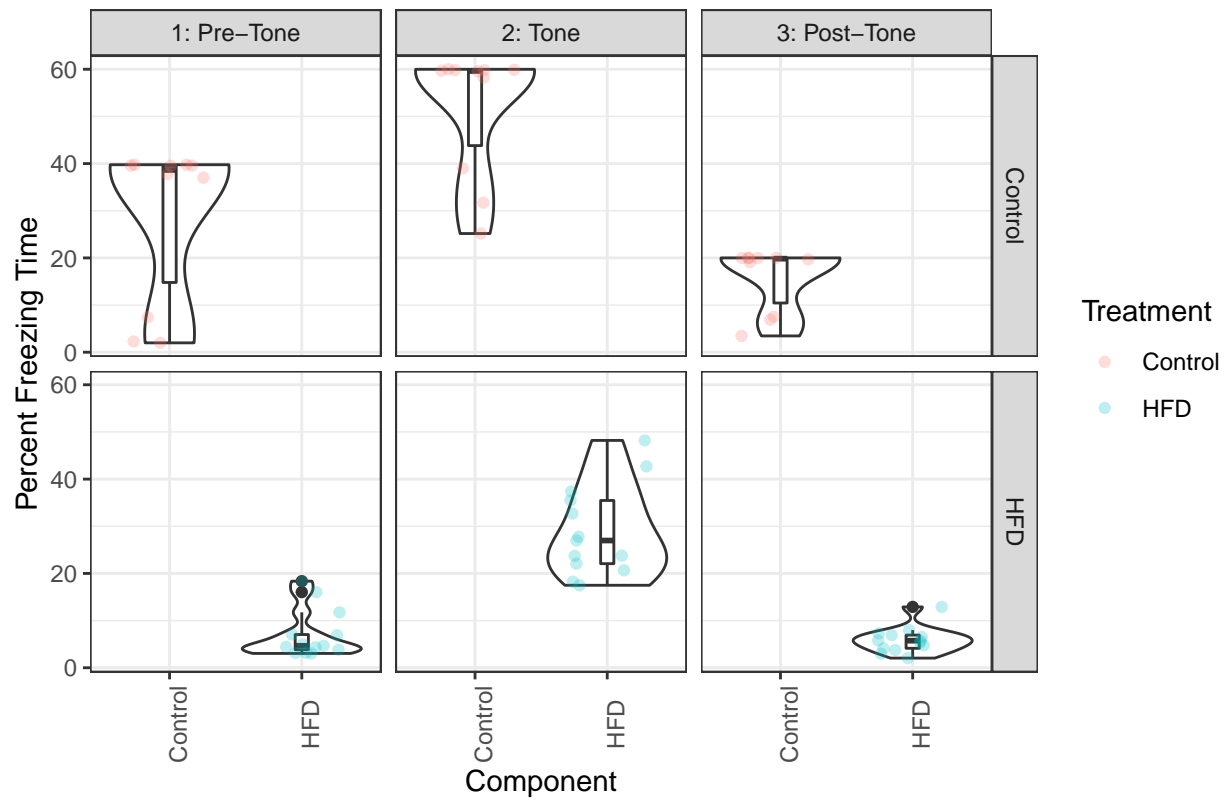 1: Pre−Tone
2: Tone
3: Post−Tone
Control
HFD
60
40
20
0
60
40
20
0
Percent Freezing Time
Control
HFD
Control
HFD
Control
HFD
Component
Treatment
Control
HFD